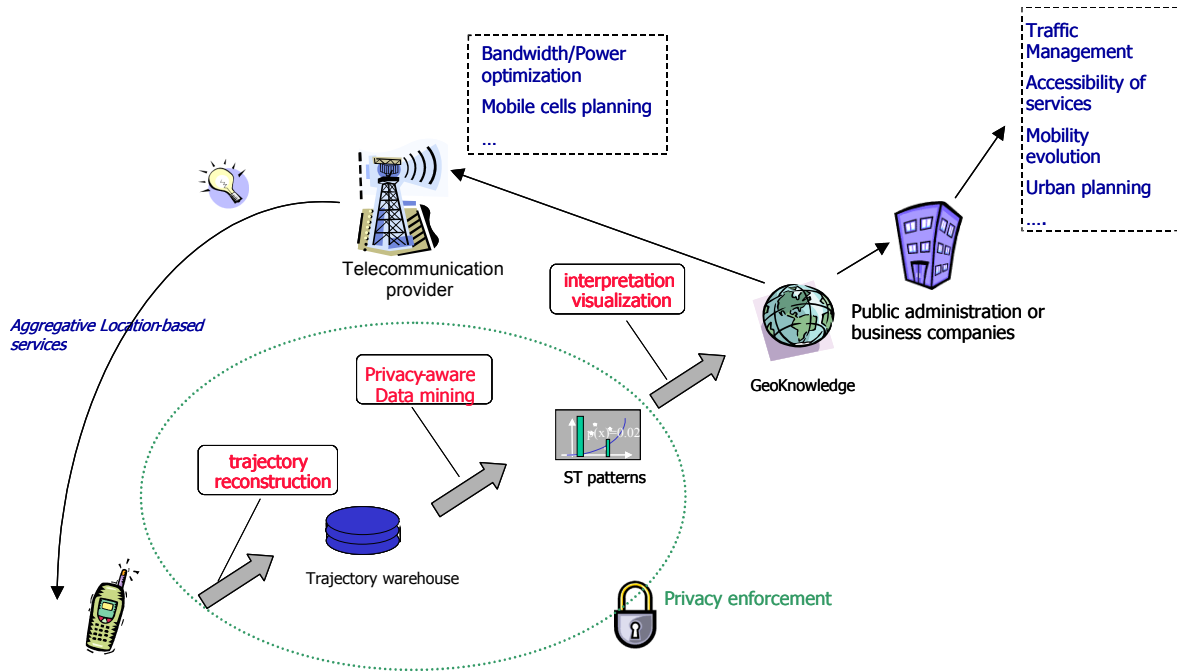 Bandwidth/Power
optimization
Mobile cells planning
...
Traffic
Management
Accessibility of
services
Mobility
evolution
Urban planning
....
Telecommunication
provider
interpretation
visualization
Public administration or
business companies
GeoKnowledge
Aggregative Location-based
services
Privacy-aware
Data mining
p(x)=0.02
ST patterns
trajectory
reconstruction
Trajectory warehouse
Privacy enforcement